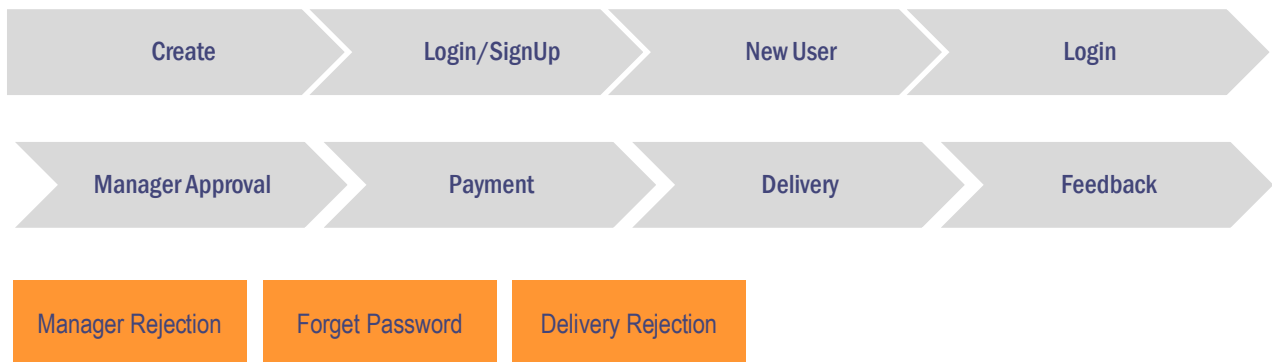 Create
Login/SignUp
New User
Login
Manager Approval
Payment
Delivery
Feedback
Manager Rejection
Forget Password
Delivery Rejection